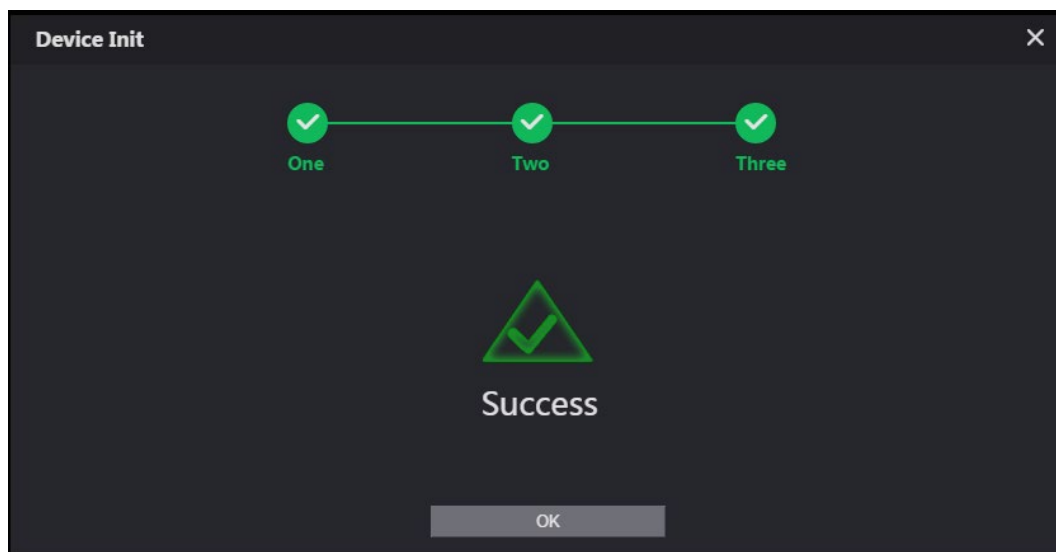 Device Init
One
Two
Three
Success
OK